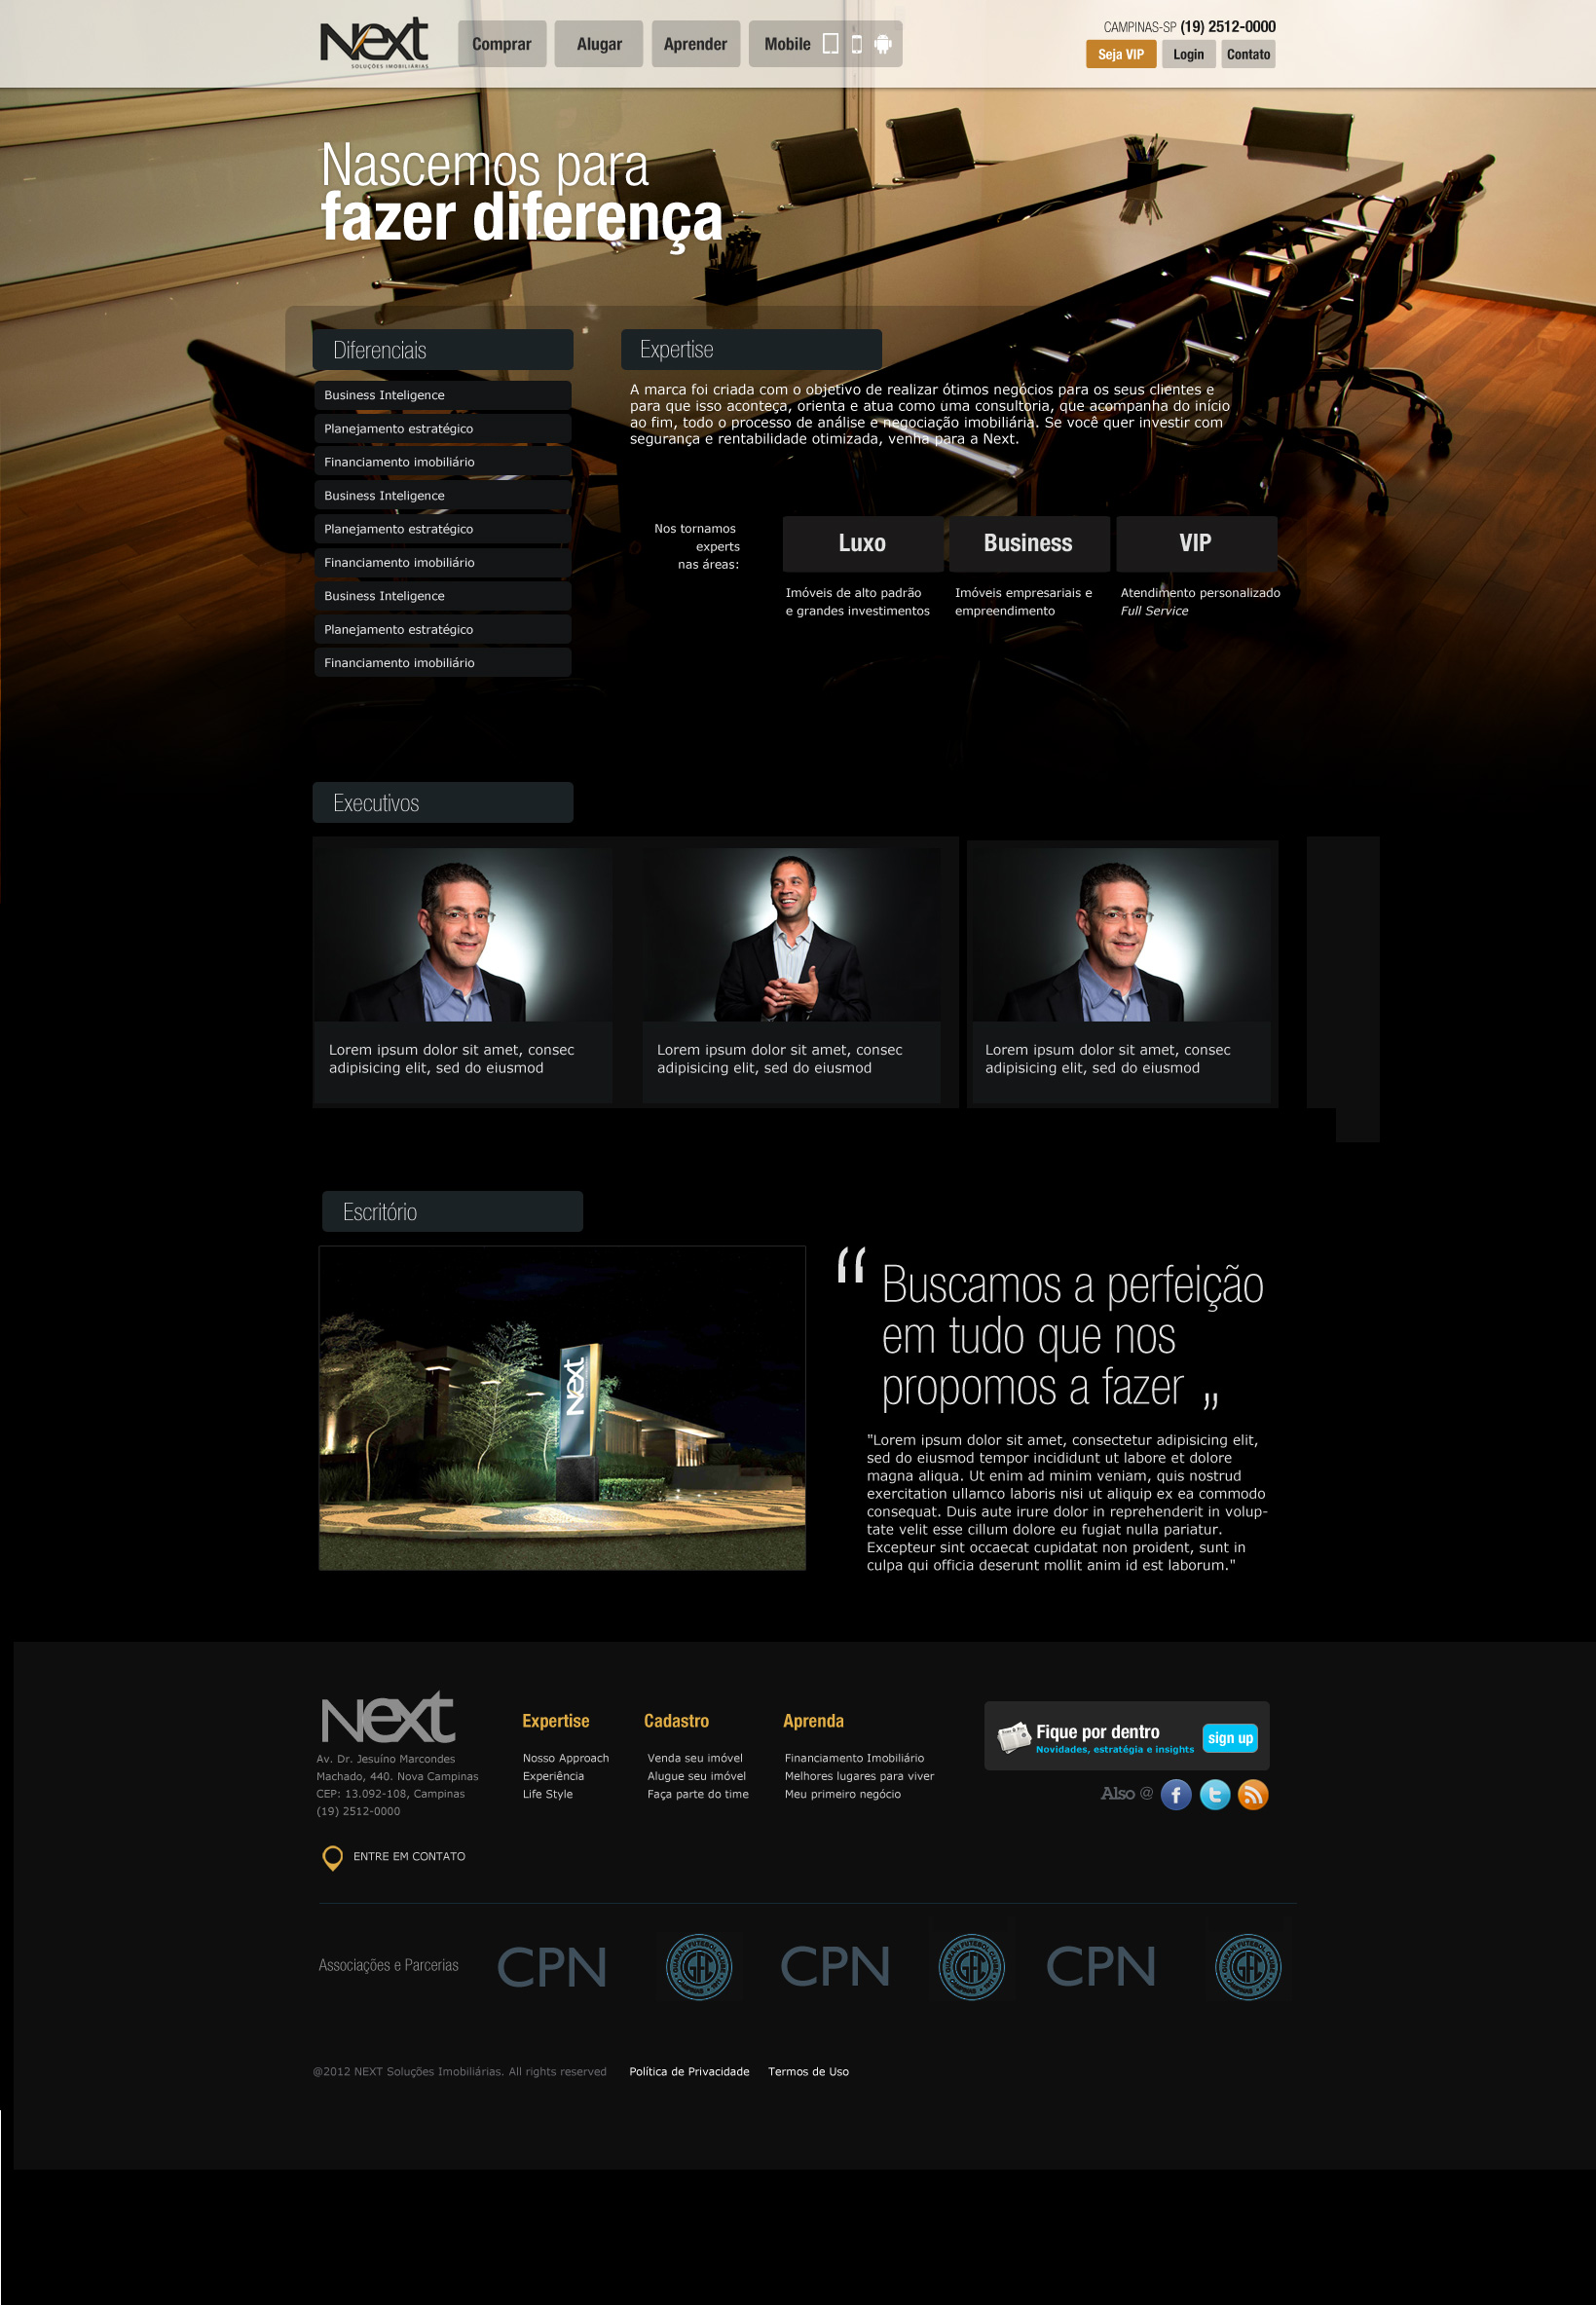 Next
SOLUÇÕES IMOBILIÁRIAS
Comprar
Alugar
Aprender
Mobile
CAMPINAS-SP (19) 2512-0000
Seja VIP
Login
Contato
Nascemos para
fazer diferença
Diferenciais
Business Inteligence
Planejamento estratégico
Financiamento imobiliário
Business Inteligence
Planejamento estratégico
Financiamento imobiliário
Business Inteligence
Planejamento estratégico
Financiamento imobiliário
Expertise
A marca foi criada com o objetivo de realizar ótimos negócios para os seus clientes e
para que isso aconteça, orienta e atua como uma consultoria, que acompanha do início
ao fim, todo o processo de análise e negociação imobiliária. Se você quer investir com
segurança e rentabilidade otimizada, venha para a Next.
Nos tornamos
experts
nas áreas:
Luxo
Imóveis de alto padrão
e grandes investimentos
Business
Imóveis empresariais e
empreendimento
VIP
Atendimento personalizado
Full Service
Executivos
Lorem ipsum dolor sit amet, consec
adipisicing elit, sed do eiusmod
Lorem ipsum dolor sit amet, consec
adipisicing elit, sed do eiusmod
Lorem ipsum dolor sit amet, consec
adipisicing elit, sed do eiusmod
Escritório
Next
“ Buscamos a perfeição
em tudo que nos
propomos a fazer „
"Lorem ipsum dolor sit amet, consectetur adipisicing elit,
sed do eiusmod tempor incididunt ut labore et dolore
magna aliqua. Ut enim ad minim veniam, quis nostrud
exercitation ullamco laboris nisi ut aliquip ex ea commodo
consequat. Duis aute irure dolor in reprehenderit in volup-
tate velit esse cillum dolore eu fugiat nulla pariatur.
Excepteur sint occaecat cupidatat non proident, sunt in
culpa qui officia deserunt mollit anim id est laborum."
Next
Av. Dr. Jesuíno Marcondes
Machado, 440. Nova Campinas
CEP: 13.092-108, Campinas
(19) 2512-0000
ENTRE EM CONTATO
Expertise
Nosso Approach
Experiência
Life Style
Cadastro
Venda seu imóvel
Alugue seu imóvel
Faça parte do time
Aprenda
Financiamento Imobiliário
Melhores lugares para viver
Meu primeiro negócio
Fique por dentro
Novidades, estratégia e insights
sign up
Also @
Associações e Parcerias
CPN
GUARANI FUTEBOL CLUBE
GFC
CPN
GUARANI FUTEBOL CLUBE
GFC
CPN
GUARANI FUTEBOL CLUBE
GFC
@2012 NEXT Soluções Imobiliárias. All rights reserved
Política de Privacidade
Termos de Uso